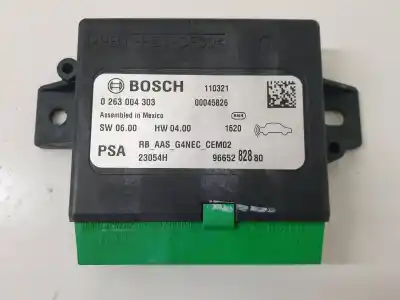 BOSCH 110321
0 263 004 303 00045826
Assembled in Mexico
SW 06.00 HW 04.00 1620
PSA RB_AAS_G4NEC_CEM02
23054H 96652 828 80